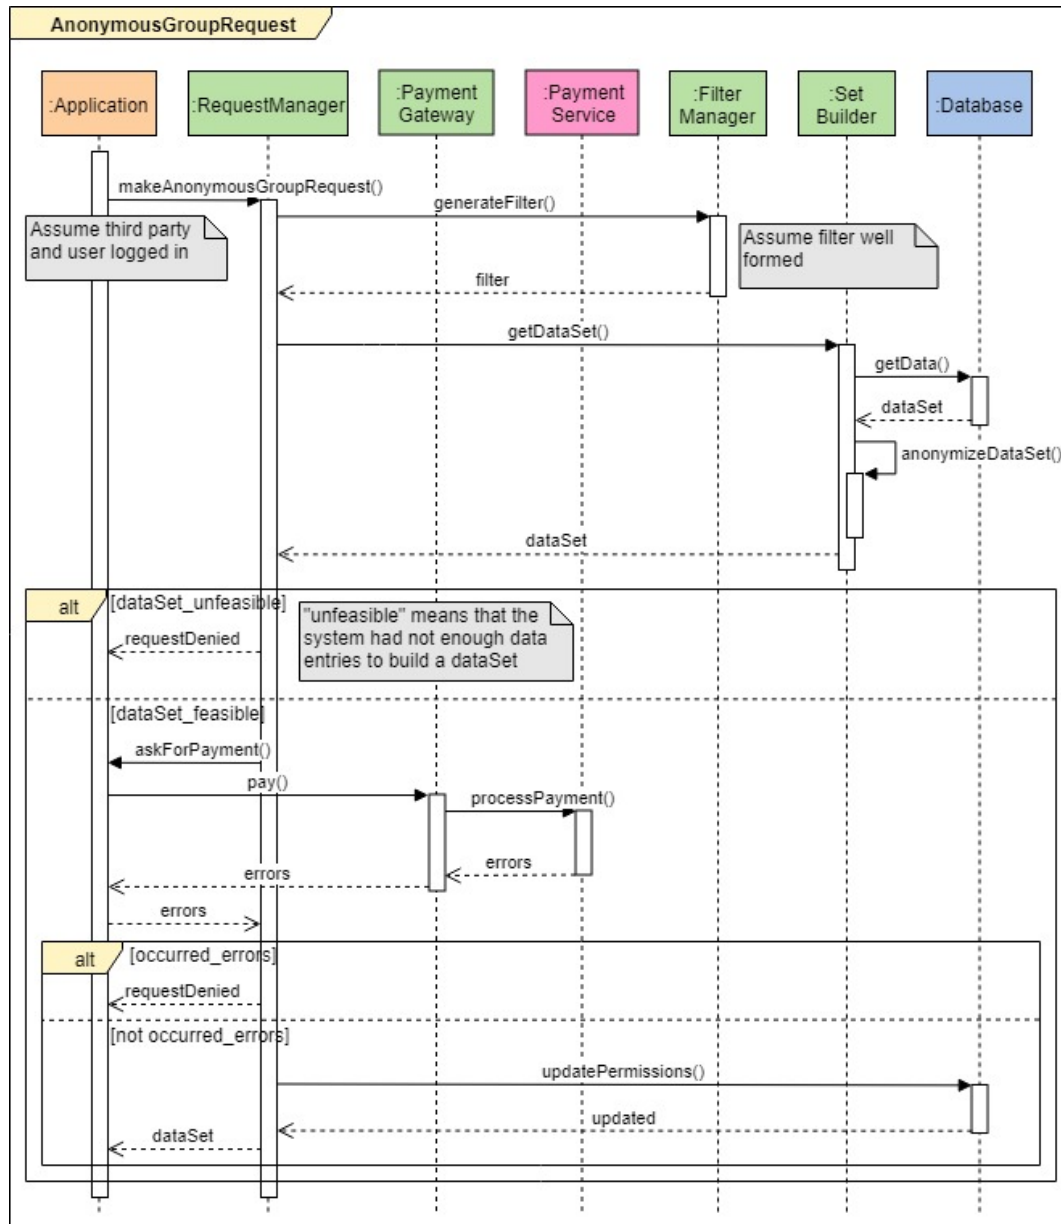 AnonymousGroupRequest
:Application
:RequestManager
:Payment
Gateway
:Payment
Service
:Filter
Manager
:Set
Builder
:Database
makeAnonymousGroupRequest()
generateFilter()
Assume third party
and user logged in
Assume filter well
formed
filter
getDataSet()
getData()
dataSet
anonymizeDataSet()
dataSet
alt
[dataSet_unfeasible]
"unfeasible" means that the
system had not enough data
entries to build a dataSet
requestDenied
[dataSet_feasible]
askForPayment()
pay()
processPayment()
errors
errors
errors
alt
[occurred_errors]
requestDenied
[not occurred_errors]
updatePermissions()
updated
dataSet